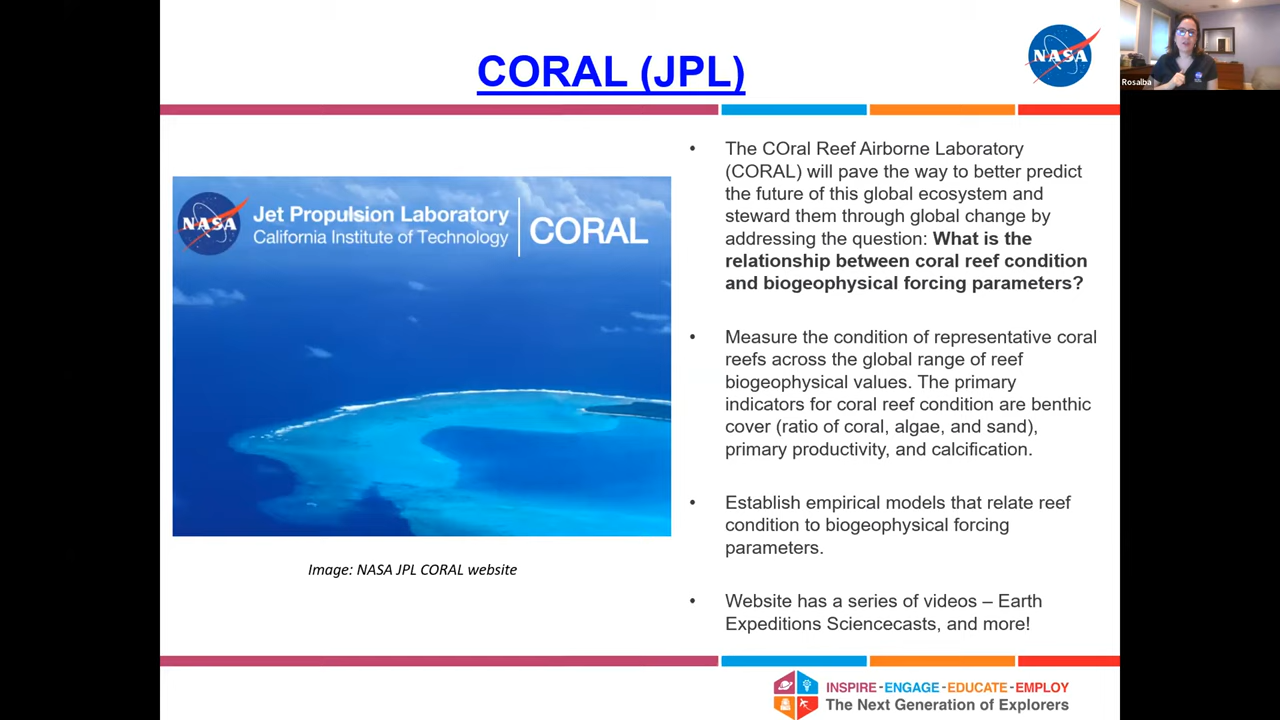 CORAL (JPL)
NASA
Rosalba
NASA
Jet Propulsion Laboratory
California Institute of Technology
CORAL
Image: NASA JPL CORAL website
• The COral Reef Airborne Laboratory
(CORAL) will pave the way to better predict
the future of this global ecosystem and
steward them through global change by
addressing the question: What is the
relationship between coral reef condition
and biogeophysical forcing parameters?
• Measure the condition of representative coral
reefs across the global range of reef
biogeophysical values. The primary
indicators for coral reef condition are benthic
cover (ratio of coral, algae, and sand),
primary productivity, and calcification.
• Establish empirical models that relate reef
condition to biogeophysical forcing
parameters.
• Website has a series of videos – Earth
Expeditions Sciencecasts, and more!
INSPIRE - ENGAGE - EDUCATE - EMPLOY
The Next Generation of Explorers